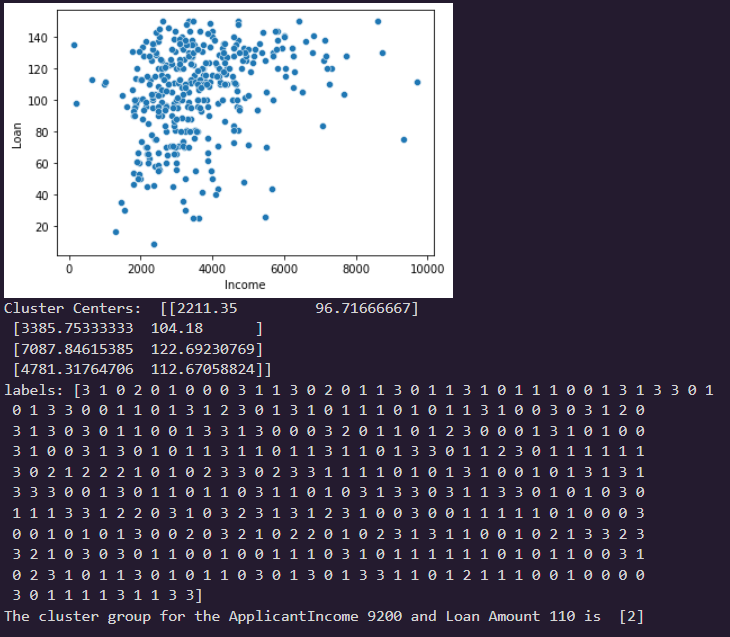 140
120
100
80
60
40
20
Loan
0 2000 4000 6000 8000 10000
Income
Cluster Centers:  [[2211.35         96.71666667]
 [3385.75333333  104.18      ]
 [7087.84615385  122.69230769]
 [4781.31764706  112.67058824]]
labels: [3 1 0 2 0 1 0 0 0 3 1 1 3 0 2 0 1 1 3 0 1 1 3 1 0 1 1 1 0 0 1 3 1 3 3 0 1
 0 1 3 3 0 0 1 1 0 1 3 1 2 3 0 1 3 1 0 1 1 1 0 1 0 1 1 3 1 0 0 3 0 3 1 2 0
 3 1 3 0 3 0 1 1 0 0 1 3 3 1 3 0 0 0 3 2 0 1 1 0 1 2 3 0 0 0 1 3 1 0 1 0 0
 3 1 0 0 3 1 3 0 1 0 1 1 3 1 1 0 1 1 3 1 1 0 1 3 3 0 1 1 2 3 0 1 1 1 1 1 1
 3 0 2 1 2 2 2 1 0 1 0 2 3 3 0 2 3 3 1 1 1 1 0 1 0 1 3 1 0 0 1 0 1 3 1 3 1
 3 3 3 0 0 1 3 0 1 1 0 1 1 0 3 1 1 0 1 0 3 1 3 3 0 3 1 1 3 3 0 1 0 1 0 3 0
 1 1 1 3 3 1 2 2 0 3 1 0 3 2 3 1 3 1 2 3 1 0 0 3 0 0 1 1 1 1 1 0 1 0 0 0 3
 0 0 1 0 1 0 1 3 0 0 2 0 3 2 1 0 2 2 0 1 0 2 3 1 3 1 1 0 0 1 0 2 1 3 3 2 3
 3 2 1 0 3 0 3 0 1 1 0 0 1 0 0 1 1 1 0 3 1 0 1 1 1 1 1 1 0 1 0 1 1 0 0 3 1
 0 2 3 1 0 1 1 3 0 1 0 1 1 0 3 0 1 3 0 1 3 3 1 1 0 1 2 1 1 1 0 0 1 0 0 0 0
 3 0 1 1 1 1 3 1 1 3 3]
The cluster group for the ApplicantIncome 9200 and Loan Amount 110 is  [2]